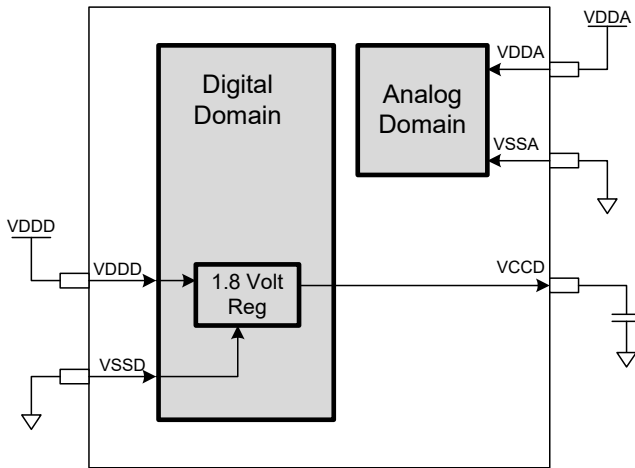 VDDA
Digital
Domain
VDDA
Analog
Domain
VSSA
VDDD
VDDD
VCCD
1.8 Volt
Reg
VSSD